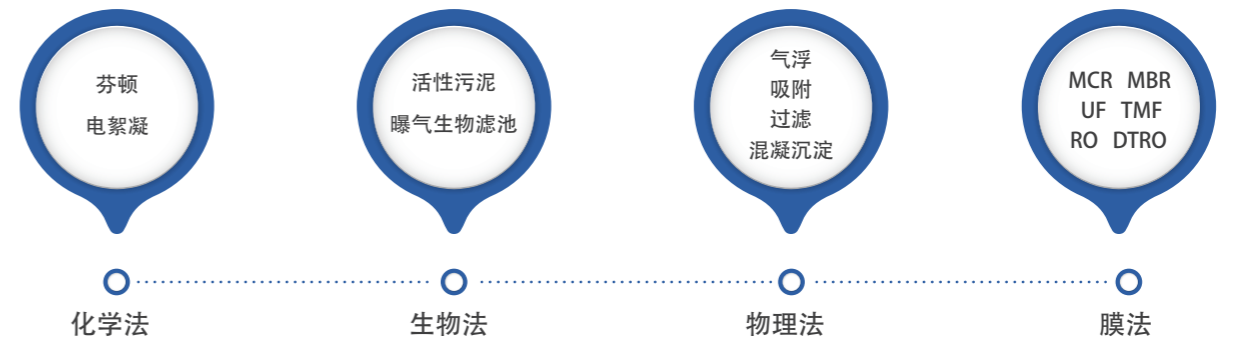 芬顿
电絮凝
活性污泥
曝气生物滤池
气浮
吸附
过滤
混凝沉淀
MCR MBR
UF TMF
RO DTRO
化学法
生物法
物理法
膜法